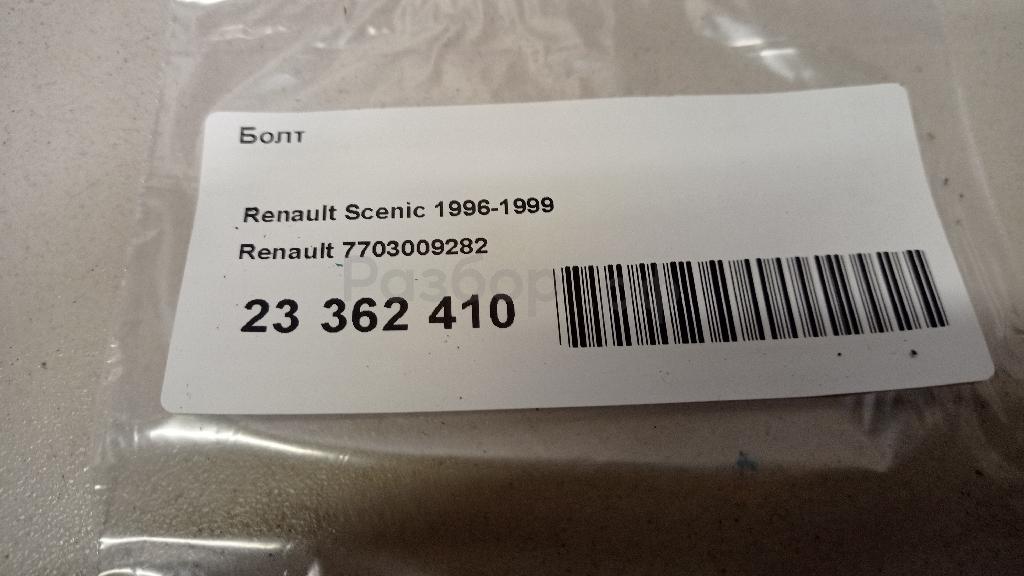 Болт
Renault Scenic 1996-1999
Renault 7703009282
23 362 410